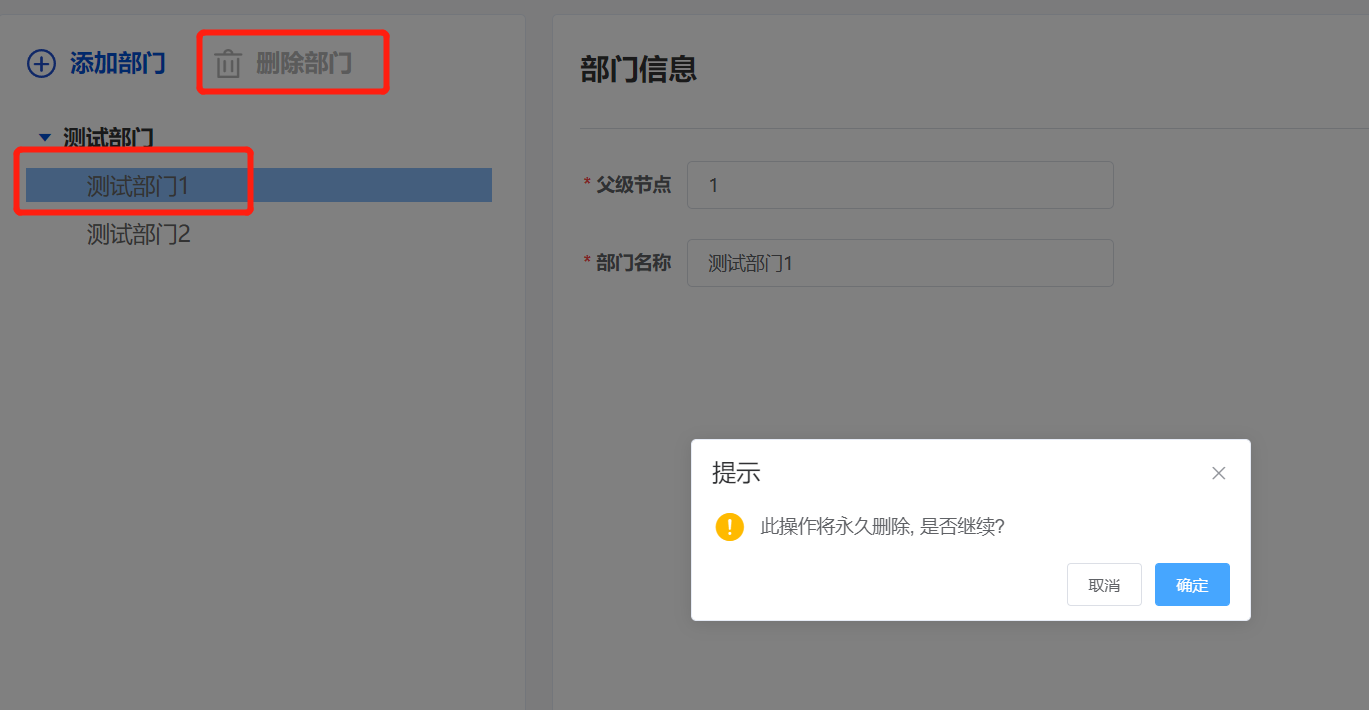 添加部门
删除部门
测试部门
测试部门1
测试部门2
部门信息
* 父级节点
1
* 部门名称
测试部门1
提示
此操作将永久删除, 是否继续?
取消
确定